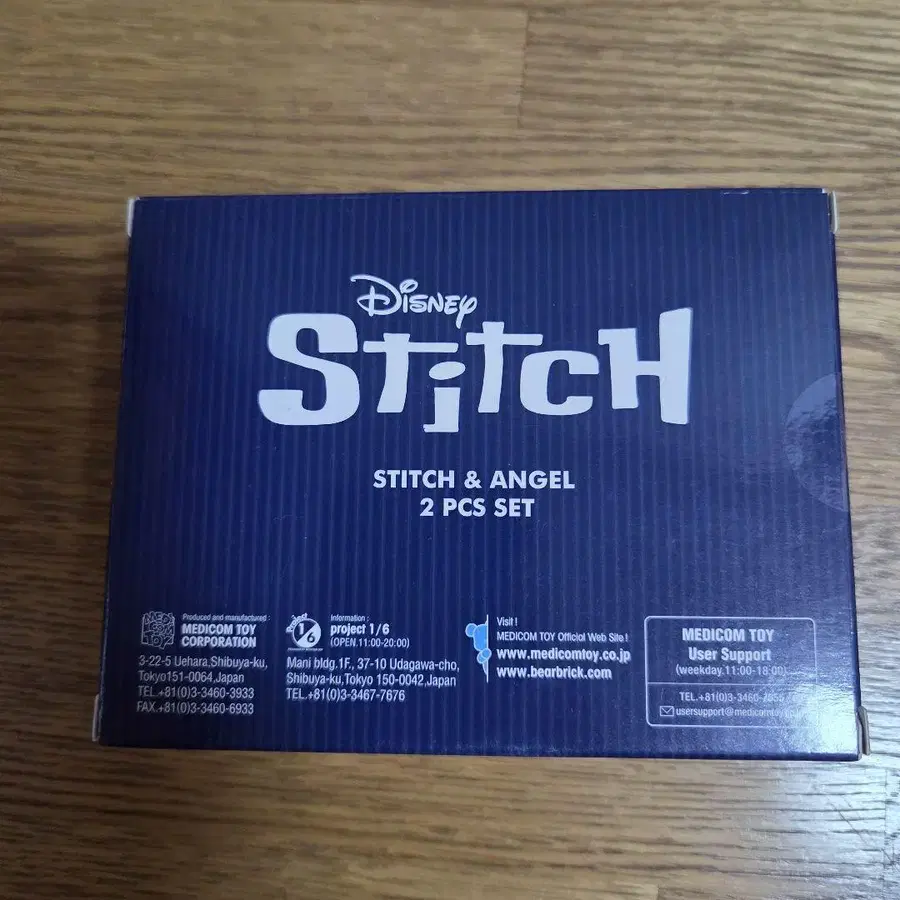 Disney
Stitch
STITCH & ANGEL
2 PCS SET
Produced and manufactured :
MEDICOM TOY
CORPORATION
3-22-5 Uehara.Shibuya-ku,
Tokyo151-0064,Japan
TEL.+81(0)3-3460-3933
FAX.+81(0)3-3460-6933
project
1/6
Information :
project 1/6
(OPEN.11:00-20:00)
Mani bldg.1F., 37-10 Udagawa-cho,
Shibuya-ku,Tokyo 150-0042,Japan
TEL.+81(0)3-3467-7676
Visit !
MEDICOM TOY Official Web Site !
www.medicomtoy.co.jp
www.bearbrick.com
MEDICOM TOY
User Support
(weekday.11:00-18:00)